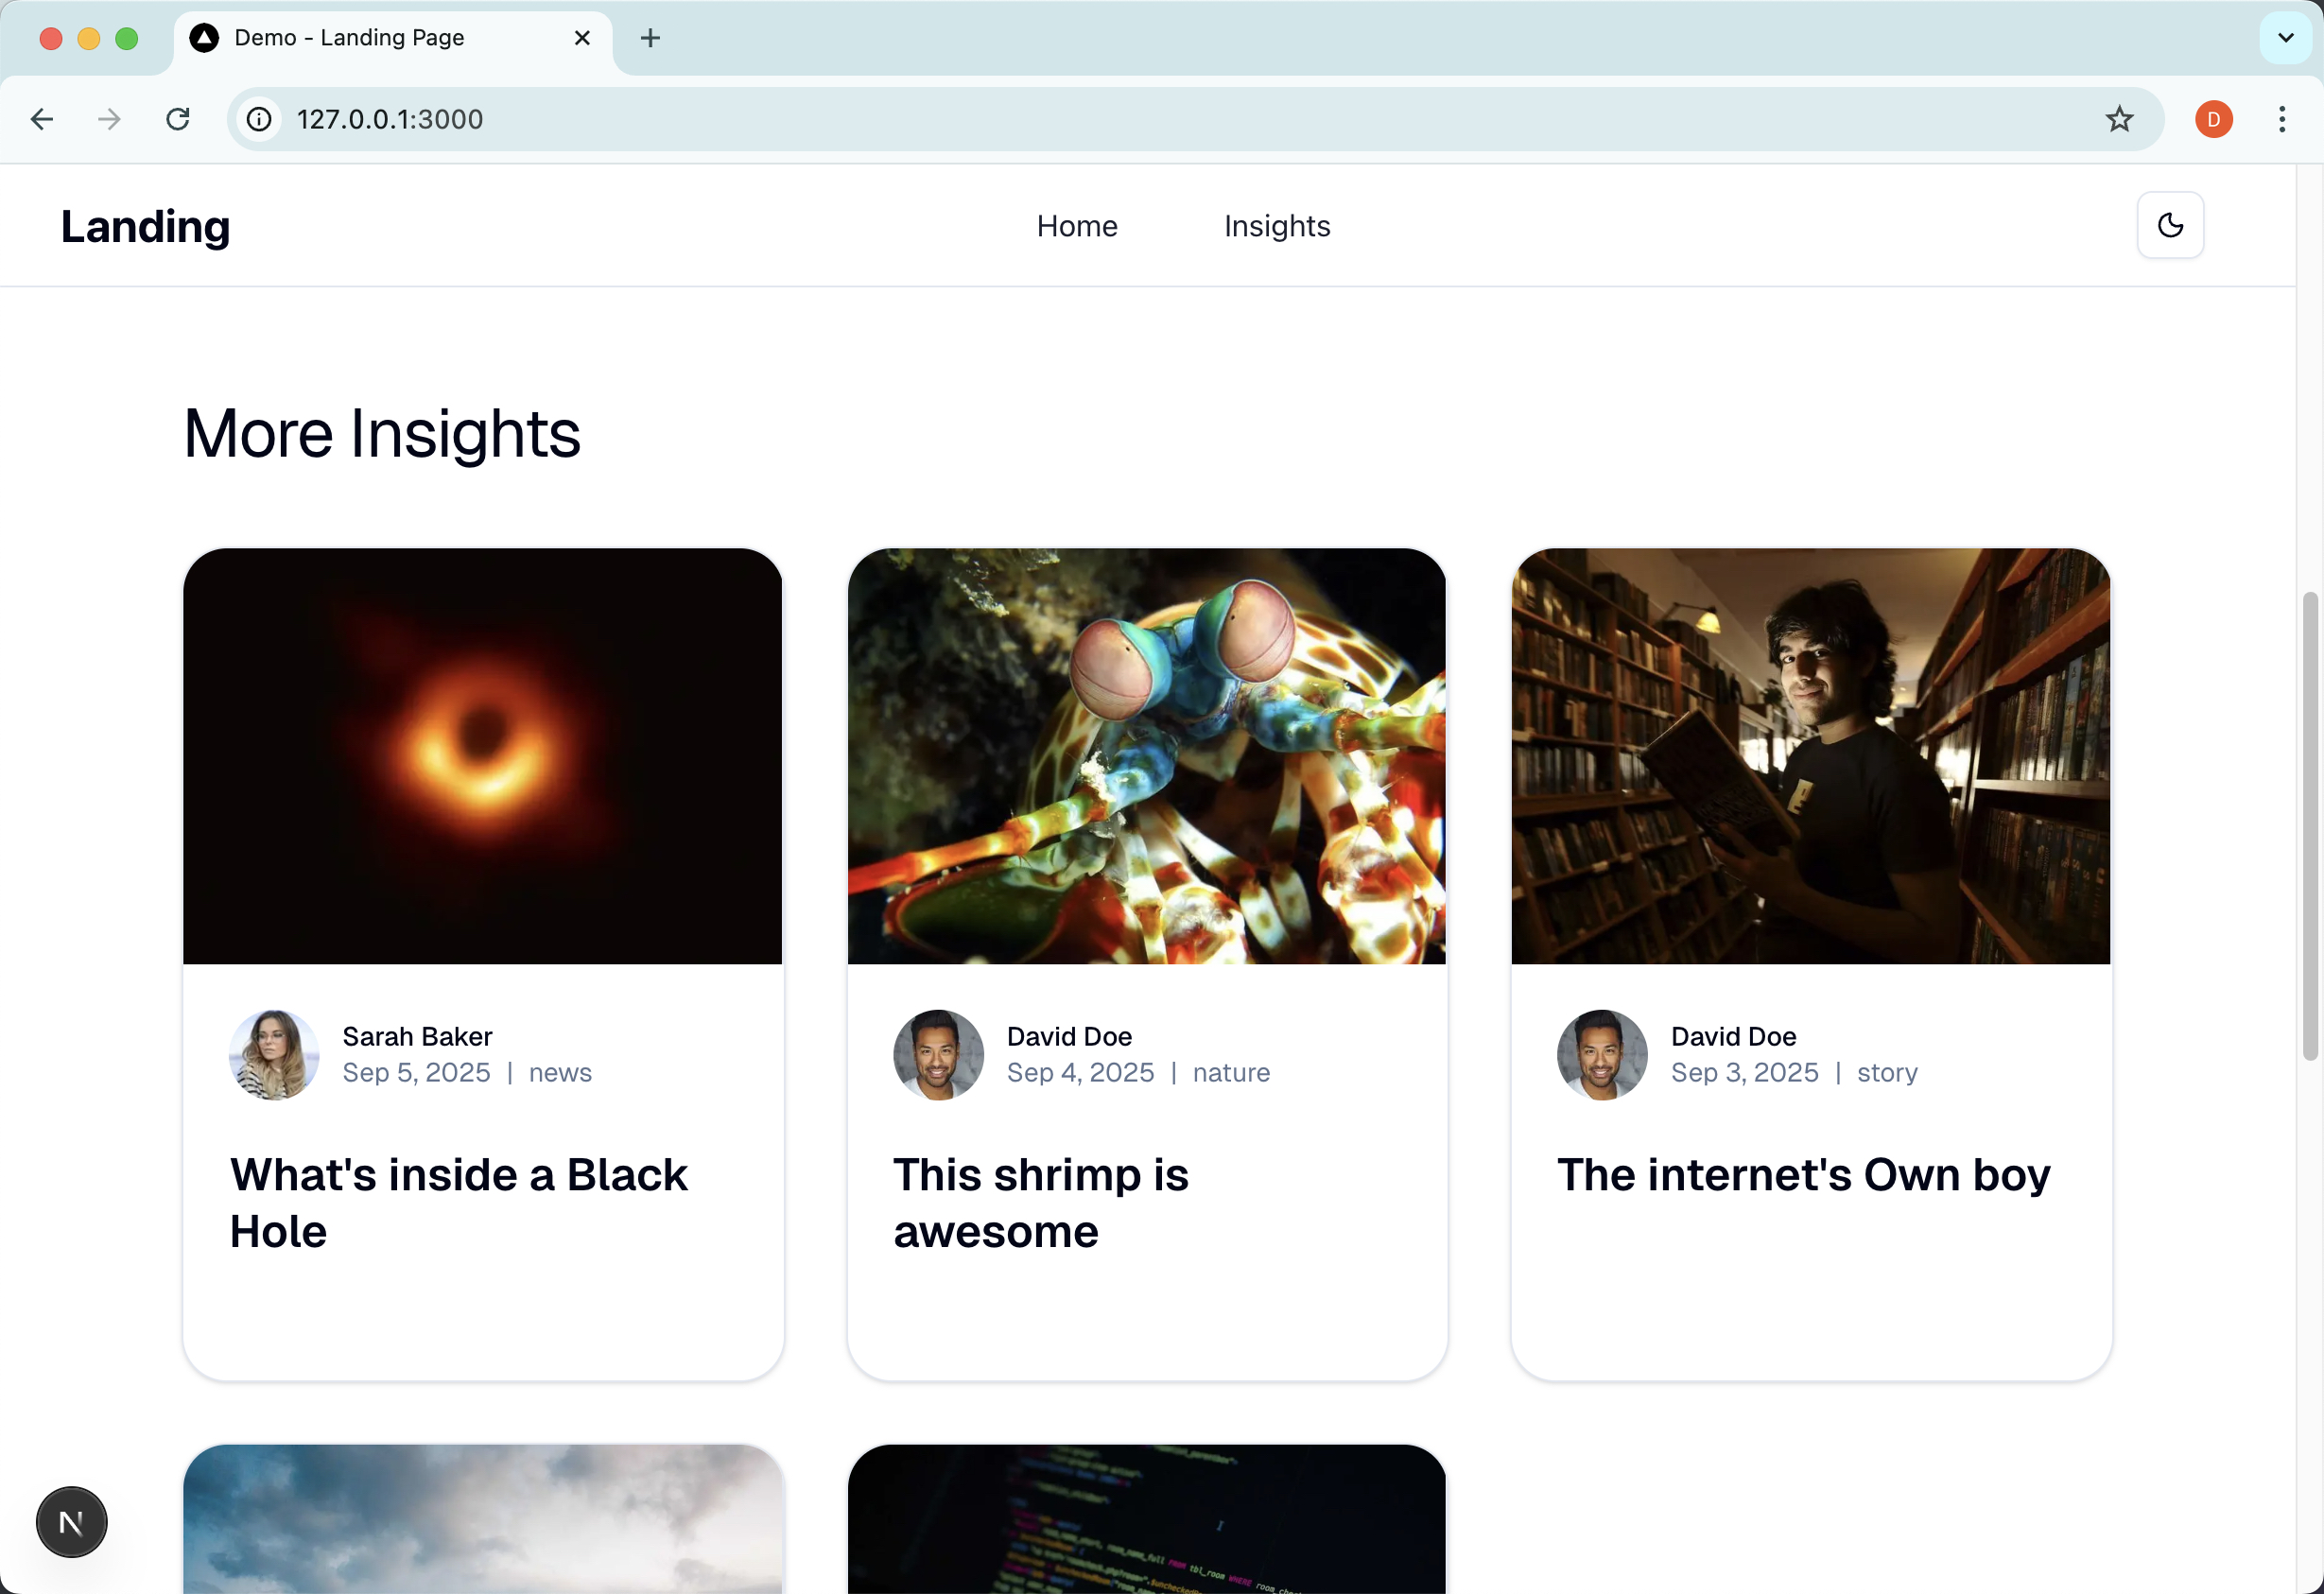 Demo - Landing Page
127.0.0.1:3000
D
Landing
Home
Insights
More Insights
Sarah Baker
Sep 5, 2025 | news
David Doe
Sep 4, 2025 | nature
David Doe
Sep 3, 2025 | story
What's inside a Black
Hole
This shrimp is
awesome
The internet's Own boy
N